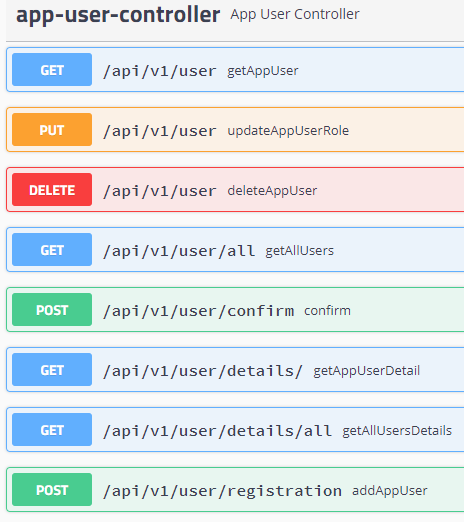 app-user-controller App User Controller
GET /api/v1/user getAppUser
PUT /api/v1/user updateAppUserRole
DELETE /api/v1/user deleteAppUser
GET /api/v1/user/all getAllUsers
POST /api/v1/user/confirm confirm
GET /api/v1/user/details/ getAppUserDetail
GET /api/v1/user/details/all getAllUsersDetails
POST /api/v1/user/registration addAppUser